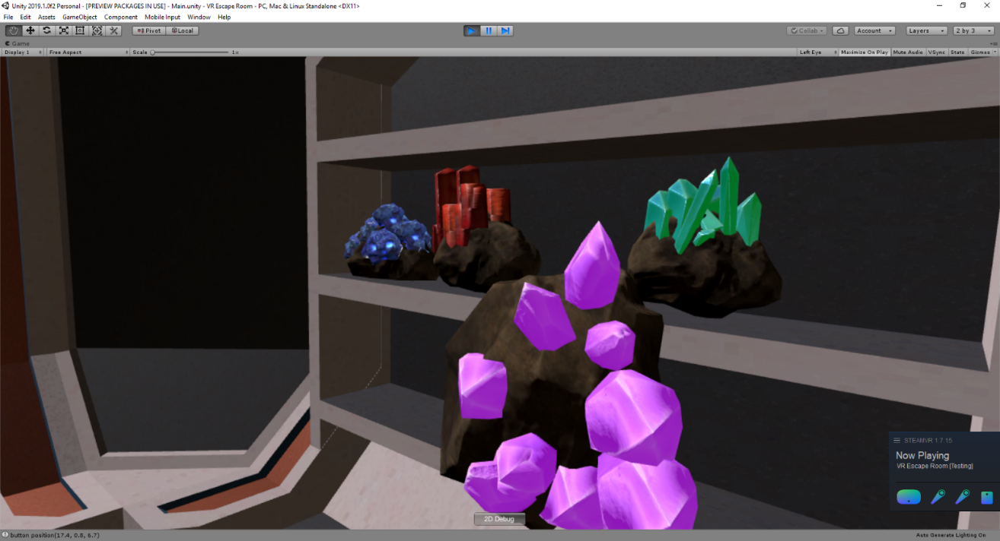 Unity 2019.1.0f2 Personal - [PREVIEW PACKAGES IN USE] - Main.unity - VR Escape Room - PC, Mac & Linux Standalone <DX11>
File Edit Assets GameObject Component Mobile Input Window Help
Pivot Local Collab Account Layers 2 by 3
Game
Display 1 Free Aspect Scale 1x Left Eye Maximize On Play Mute Audio VSync Stats Gizmos
STEAMVR 1.7.15
Now Playing
VR Escape Room [Testing]
2D Debug
button position(17.4, 0.8, 6.7) Auto Generate Lighting On